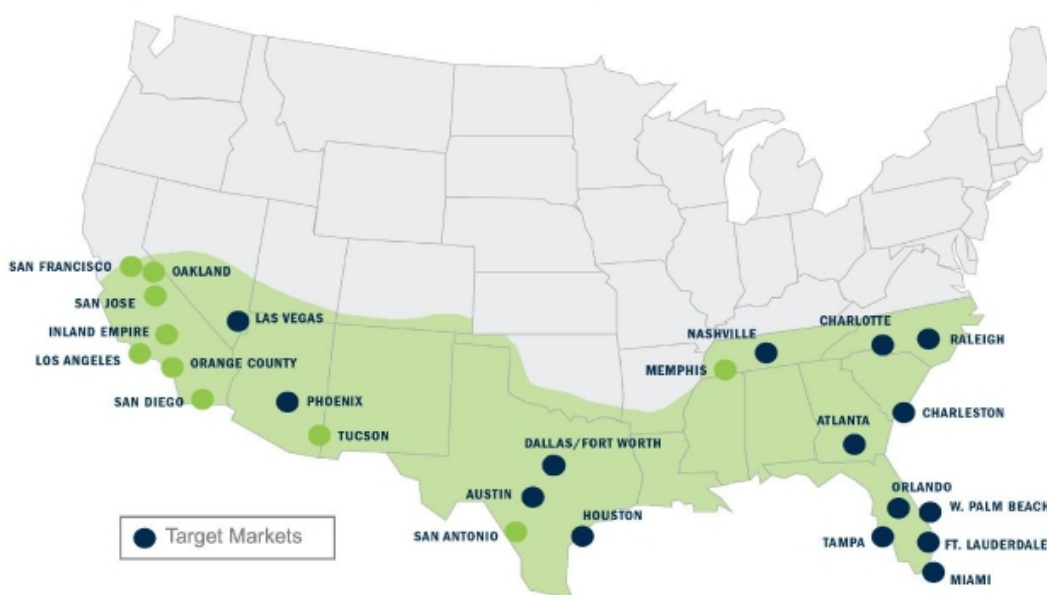 SAN FRANCISCO
OAKLAND
SAN JOSE
LAS VEGAS
INLAND EMPIRE
LOS ANGELES
ORANGE COUNTY
SAN DIEGO
PHOENIX
TUCSON
NASHVILLE
CHARLOTTE
RALEIGH
MEMPHIS
CHARLESTON
ATLANTA
DALLAS/FORT WORTH
AUSTIN
HOUSTON
SAN ANTONIO
ORLANDO
W. PALM BEACH
TAMPA
FT. LAUDERDALE
MIAMI
Target Markets